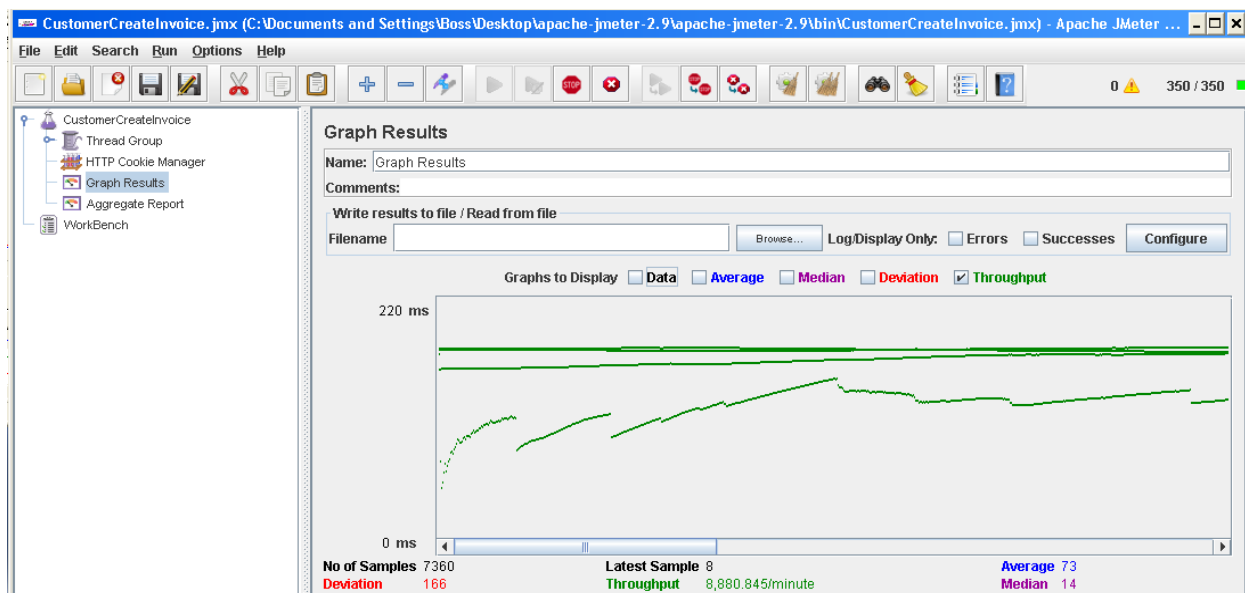 CustomerCreateInvoice.jmx (C:\Documents and Settings\Boss\Desktop\apache-jmeter-2.9\apache-jmeter-2.9\bin\CustomerCreateInvoice.jmx) - Apache JMeter ...
File Edit Search Run Options Help
STOP
0 350 / 350
CustomerCreateInvoice
Thread Group
HTTP Cookie Manager
Graph Results
Aggregate Report
WorkBench
Graph Results
Name: Graph Results
Comments:
Write results to file / Read from file
Filename Browse... Log/Display Only: Errors Successes Configure
Graphs to Display Data Average Median Deviation Throughput
220 ms
0 ms
No of Samples 7360 Latest Sample 8 Average 73
Deviation 166 Throughput 8,880.845/minute Median 14